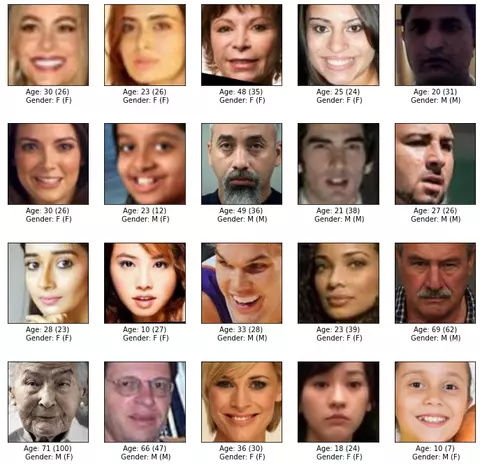 Age: 30 (26)
Gender: F (F)
Age: 23 (26)
Gender: F (F)
Age: 48 (35)
Gender: F (F)
Age: 25 (24)
Gender: F (F)
Age: 20 (31)
Gender: M (M)
Age: 30 (26)
Gender: F (F)
Age: 23 (12)
Gender: M (F)
Age: 49 (36)
Gender: M (M)
Age: 21 (38)
Gender: M (M)
Age: 27 (26)
Gender: M (M)
Age: 28 (23)
Gender: F (F)
Age: 10 (27)
Gender: F (F)
Age: 33 (28)
Gender: M (M)
Age: 23 (39)
Gender: F (F)
Age: 69 (62)
Gender: M (M)
Age: 71 (100)
Gender: M (F)
Age: 66 (47)
Gender: M (M)
Age: 36 (30)
Gender: F (F)
Age: 18 (24)
Gender: F (F)
Age: 10 (7)
Gender: M (F)